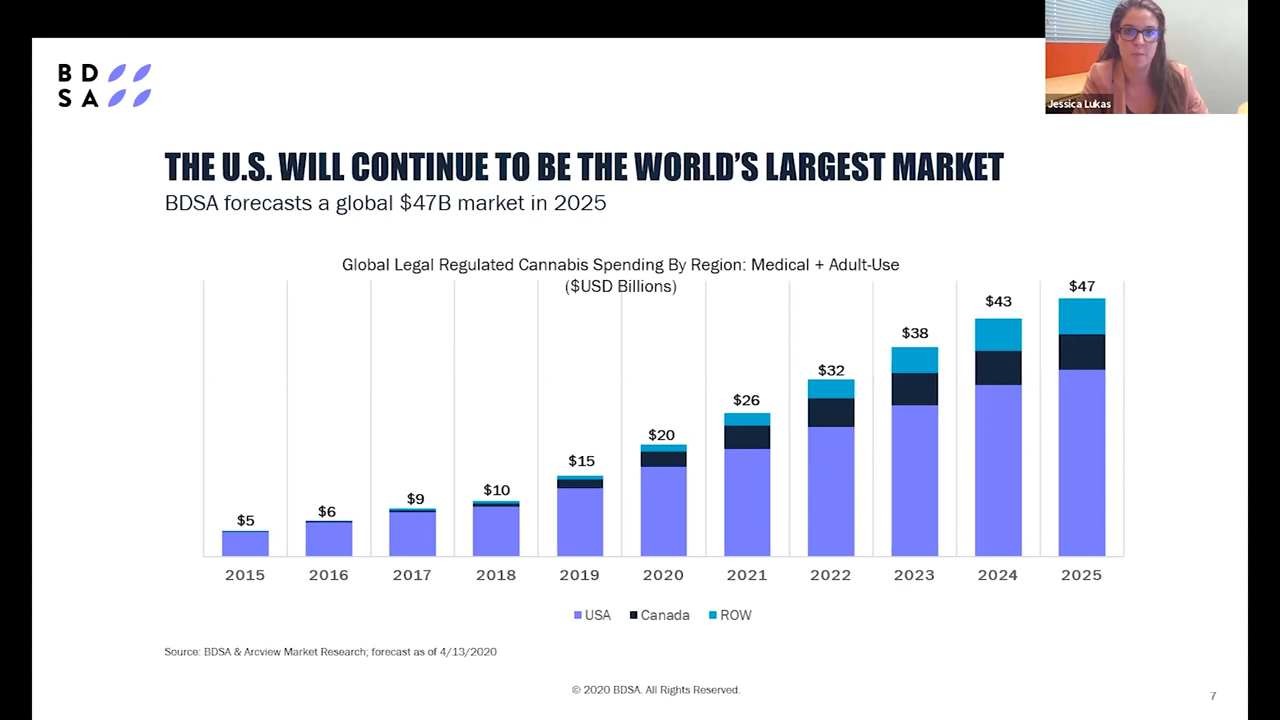 BD
SA
Jessica Lukas
THE U.S. WILL CONTINUE TO BE THE WORLD'S LARGEST MARKET
BDSA forecasts a global $47B market in 2025
Global Legal Regulated Cannabis Spending By Region: Medical + Adult-Use
($USD Billions)
$5
$6
$9
$10
$15
$20
$26
$32
$38
$43
$47
2015 2016 2017 2018 2019 2020 2021 2022 2023 2024 2025
USA Canada ROW
Source: BDSA & Arcview Market Research; forecast as of 4/13/2020
© 2020 BDSA. All Rights Reserved.
7